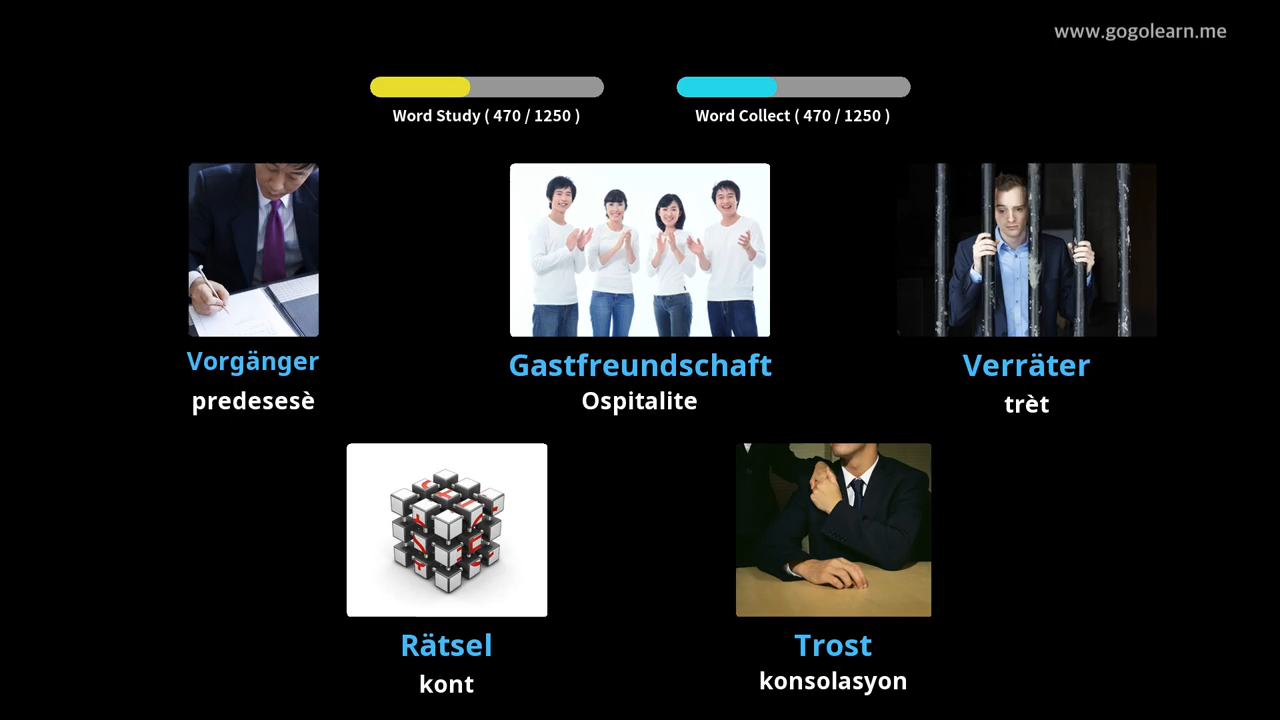 www.gogolearn.me
Word Study ( 470 / 1250 )
Word Collect ( 470 / 1250 )
Vorgänger
predesesè
Gastfreundschaft
Ospitalite
Verräter
trèt
Rätsel
kont
Trost
konsolasyon